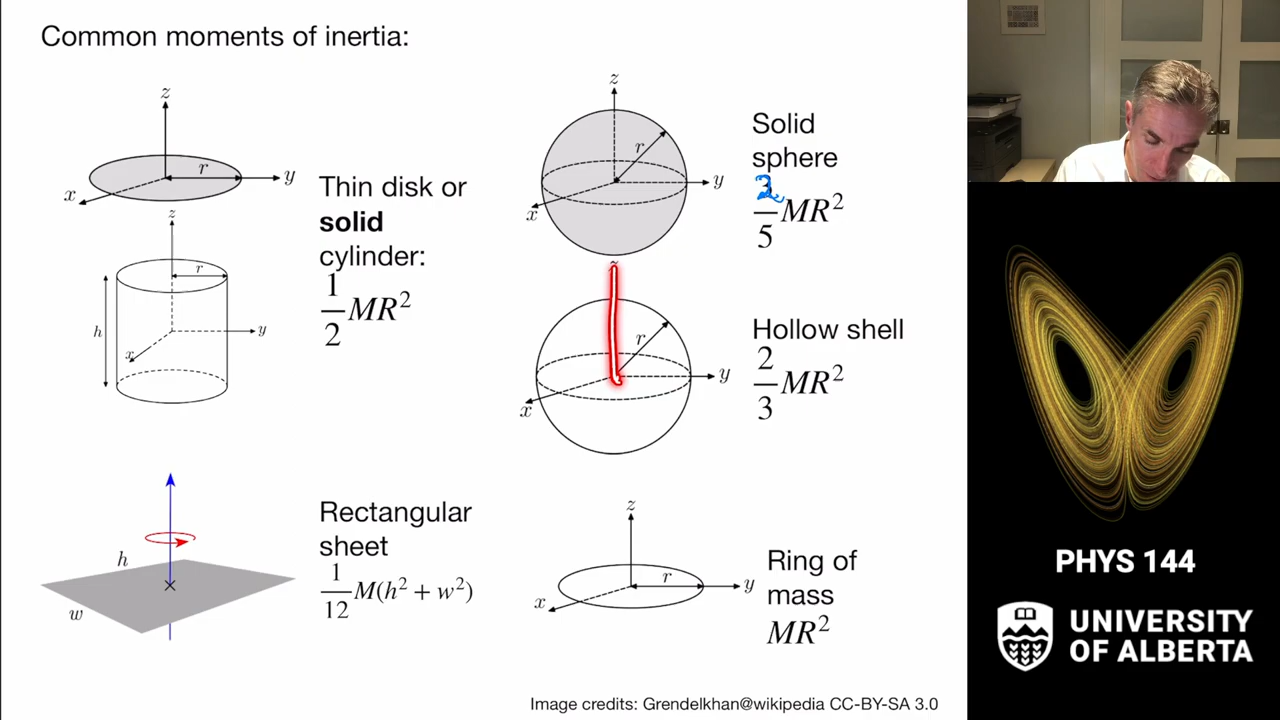 Common moments of inertia:
z
r
y
x
Thin disk or
solid
cylinder:
1
2
MR²
z
r
h
y
x
z
r
y
x
Solid
sphere
2
5
MR²
r
y
x
Hollow shell
2
3
MR²
h
w
Rectangular
sheet
1
12
M(h² + w²)
z
r
y
x
Ring of
mass
MR²
Image credits: Grendelkhan@wikipedia CC-BY-SA 3.0
PHYS 144
UNIVERSITY
OF ALBERTA